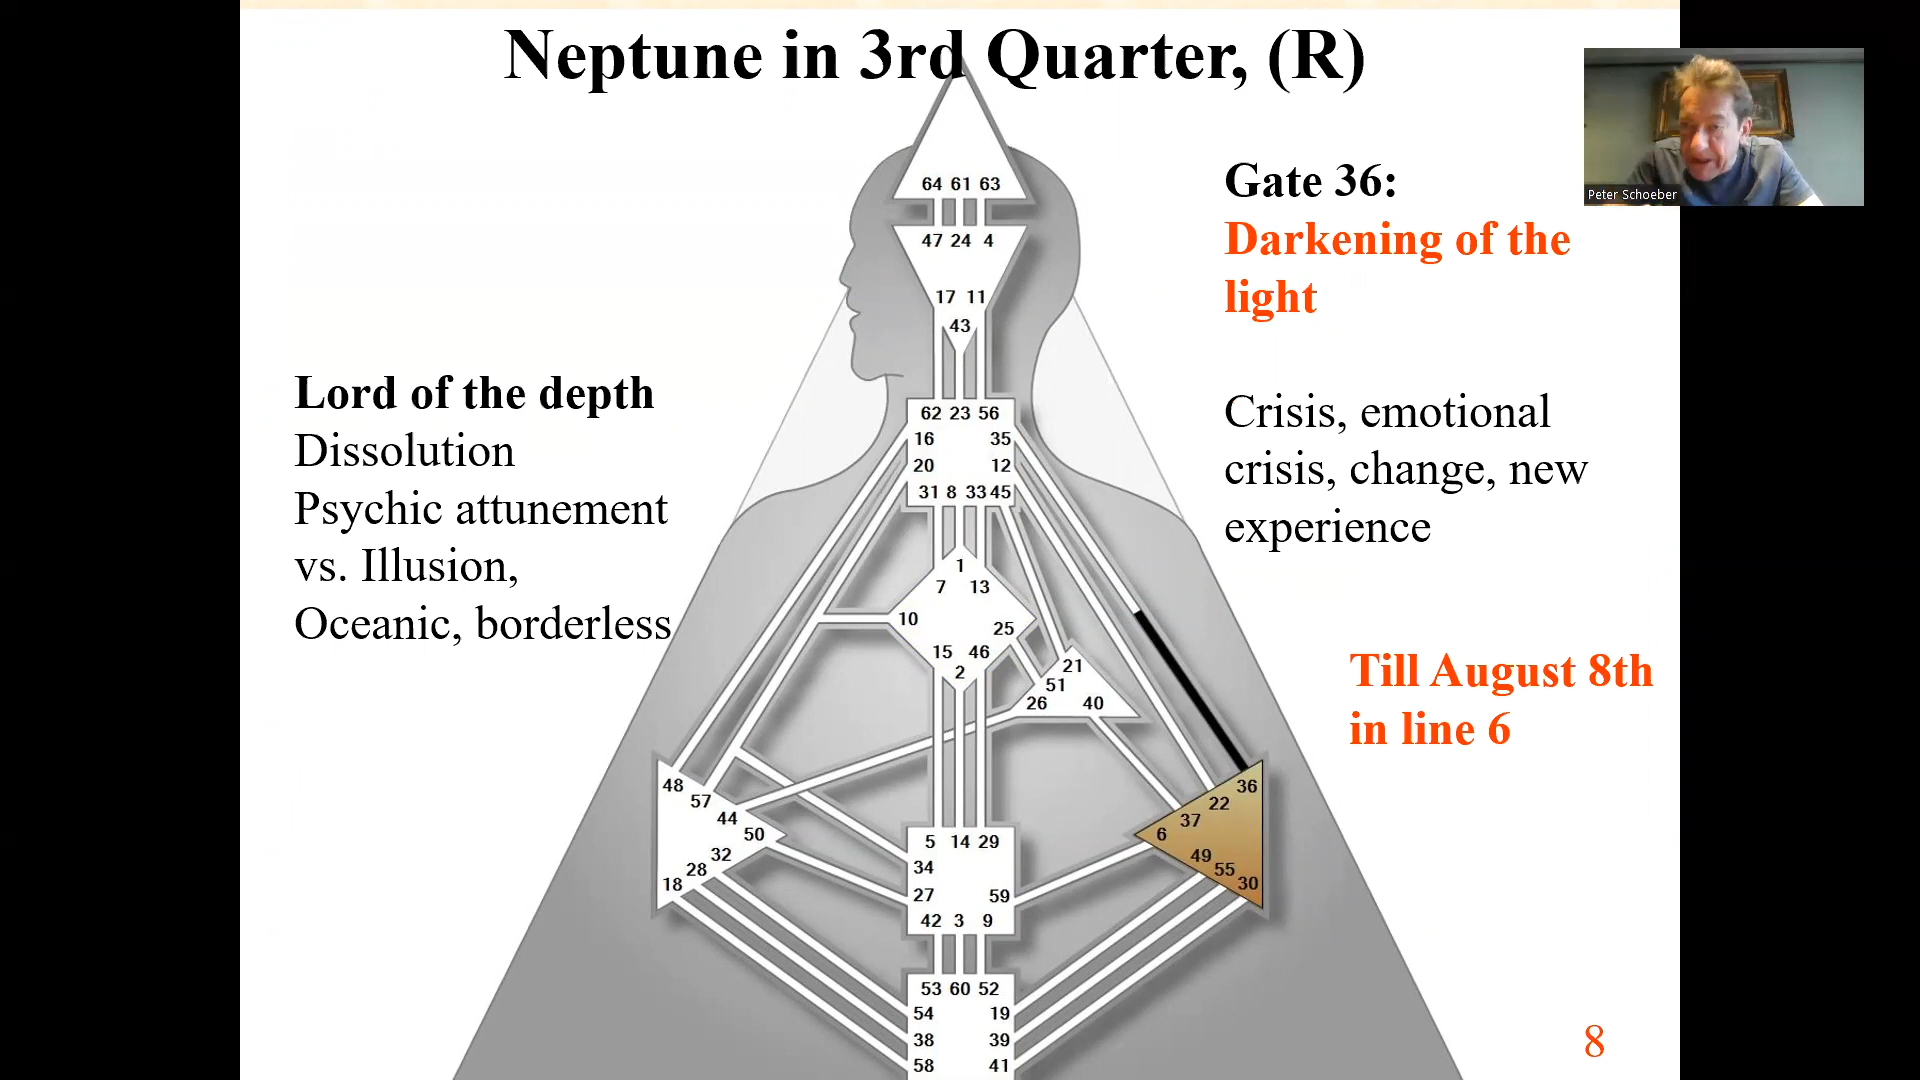 Neptune in 3rd Quarter, (R)
Peter Schoeber
Gate 36:
Darkening of the
light
Crisis, emotional
crisis, change, new
experience
Till August 8th
in line 6
Lord of the depth
Dissolution
Psychic attunement
vs. Illusion,
Oceanic, borderless
64 61 63
47 24 4
17 11
43
62 23 56
16 35
20 12
31 8 33 45
1
7 13
10
25
15 46
2
21
51
26 40
48
57
44
50
32
28
18
36
22
37
6
49
55
30
5 14 29
34
27 59
42 3 9
53 60 52
54 19
38 39
58 41
8